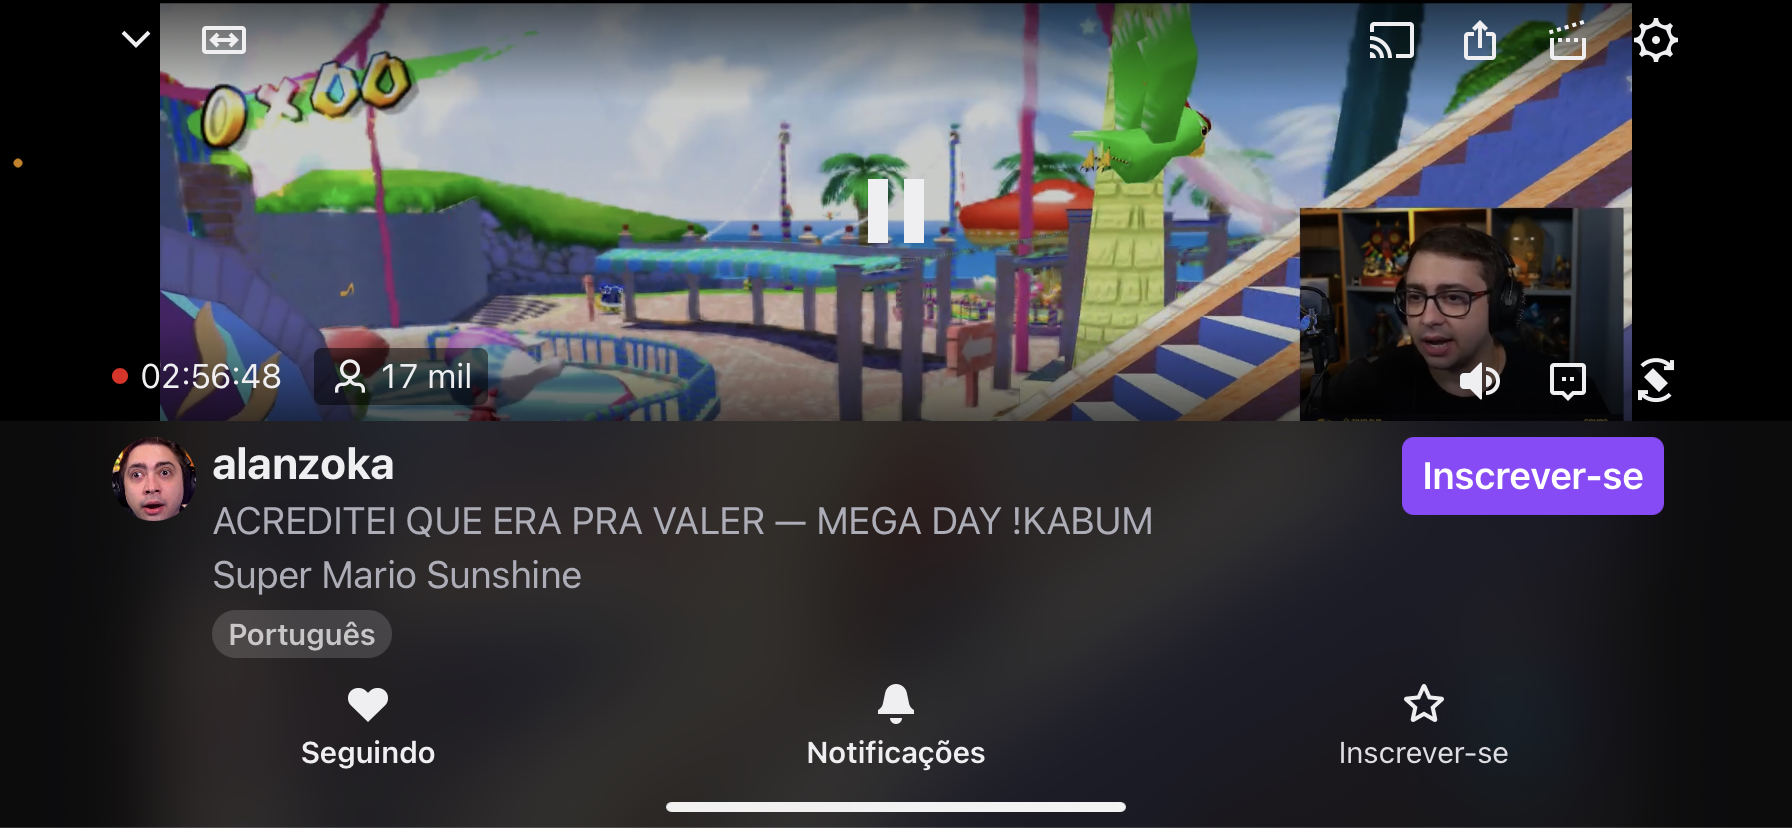 0×00
02:56:48
17 mil
alanzoka
ACREDITEI QUE ERA PRA VALER — MEGA DAY !KABUM
Inscrever-se
Super Mario Sunshine
Português
Seguindo
Notificações
Inscrever-se